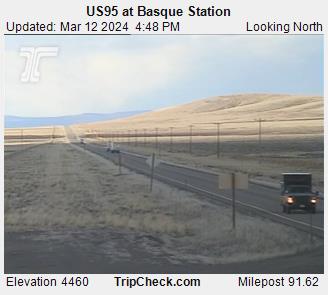 US95 at Basque Station
Updated: Mar 12 2024 4:48 PM Looking North
Elevation 4460 TripCheck.com Milepost 91.62